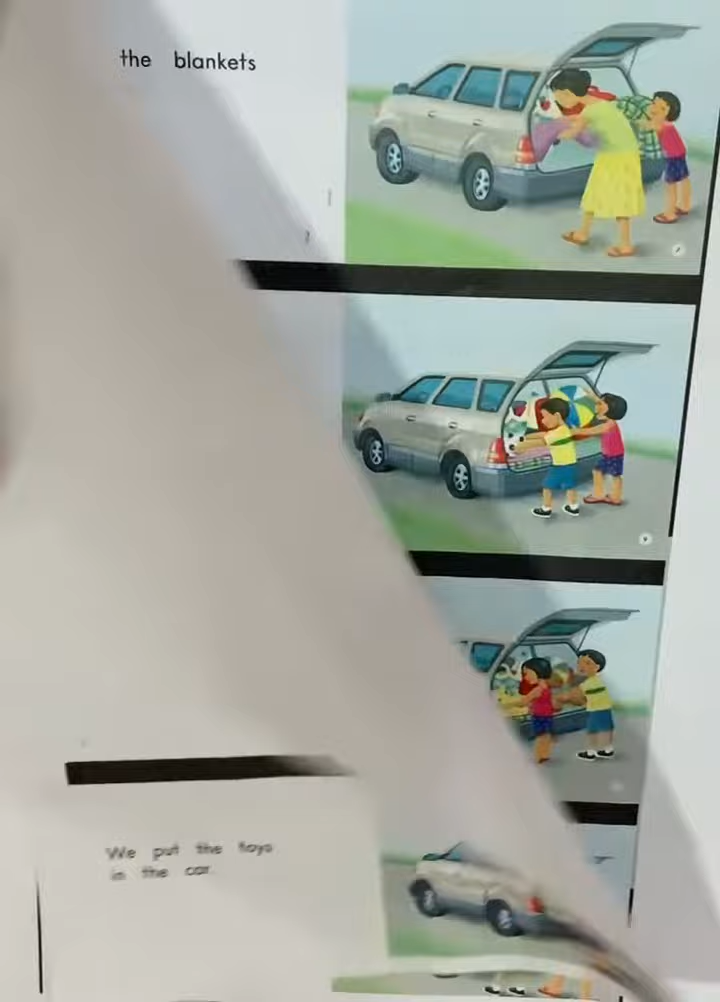 the blankets
We put the toys
in the car.